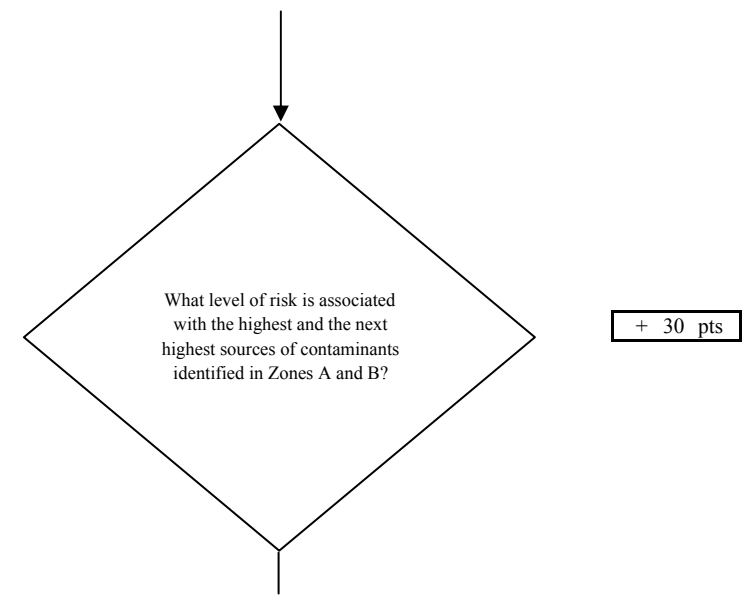 What level of risk is associated
with the highest and the next
highest sources of contaminants
identified in Zones A and B?
+ 30 pts